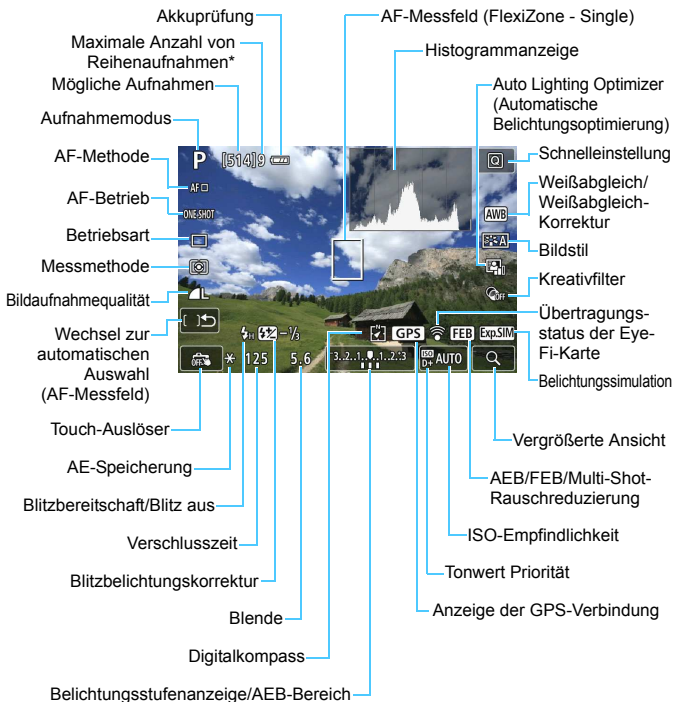 Akkuprüfung
AF-Messfeld (FlexiZone - Single)
Maximale Anzahl von
Reihenaufnahmen*
Histogrammanzeige
Mögliche Aufnahmen
Auto Lighting Optimizer
(Automatische
Belichtungsoptimierung)
Aufnahmemodus
P [514]9
Q
Schnelleinstellung
AF-Methode
AF
Weißabgleich/
Weißabgleich-
Korrektur
AF-Betrieb
ONE SHOT
AWB
Betriebsart
A
Bildstil
Messmethode
Kreativfilter
OFF
Bildaufnahmequalität
L
Übertragungs-
status der Eye-
Fi-Karte
Wechsel zur
automatischen
Auswahl
(AF-Messfeld)
[ ]
H -1/3
GPS FEB Exp.SIM
OFF * 125 5.6 -3..2..1..0..1..2..:3 ISO D+ AUTO
Belichtungssimulation
Touch-Auslöser
Vergrößerte Ansicht
AE-Speicherung
AEB/FEB/Multi-Shot-
Rauschreduzierung
Blitzbereitschaft/Blitz aus
ISO-Empfindlichkeit
Verschlusszeit
Tonwert Priorität
Blitzbelichtungskorrektur
Anzeige der GPS-Verbindung
Blende
Digitalkompass
Belichtungsstufenanzeige/AEB-Bereich